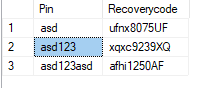 Pin Recoverycode
1 asd ufnx8075UF
2 asd123 xqxc9239XQ
3 asd123asd afhi1250AF